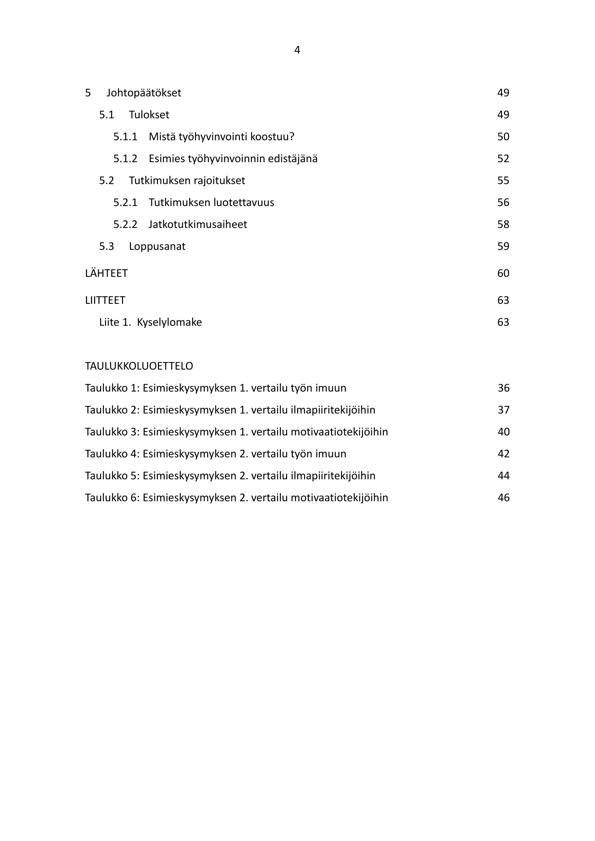 4
5 Johtopäätökset 49
5.1 Tulokset 49
5.1.1 Mistä työhyvinvointi koostuu? 50
5.1.2 Esimies työhyvinvoinnin edistäjänä 52
5.2 Tutkimuksen rajoitukset 55
5.2.1 Tutkimuksen luotettavuus 56
5.2.2 Jatkotutkimusaiheet 58
5.3 Loppusanat 59
LÄHTEET 60
LIITTEET 63
Liite 1. Kyselylomake 63
TAULUKKOLUOETTELO
Taulukko 1: Esimieskysymyksen 1. vertailu työn imuun 36
Taulukko 2: Esimieskysymyksen 1. vertailu ilmapiiritekijöihin 37
Taulukko 3: Esimieskysymyksen 1. vertailu motivaatiotekijöihin 40
Taulukko 4: Esimieskysymyksen 2. vertailu työn imuun 42
Taulukko 5: Esimieskysymyksen 2. vertailu ilmapiiritekijöihin 44
Taulukko 6: Esimieskysymyksen 2. vertailu motivaatiotekijöihin 46